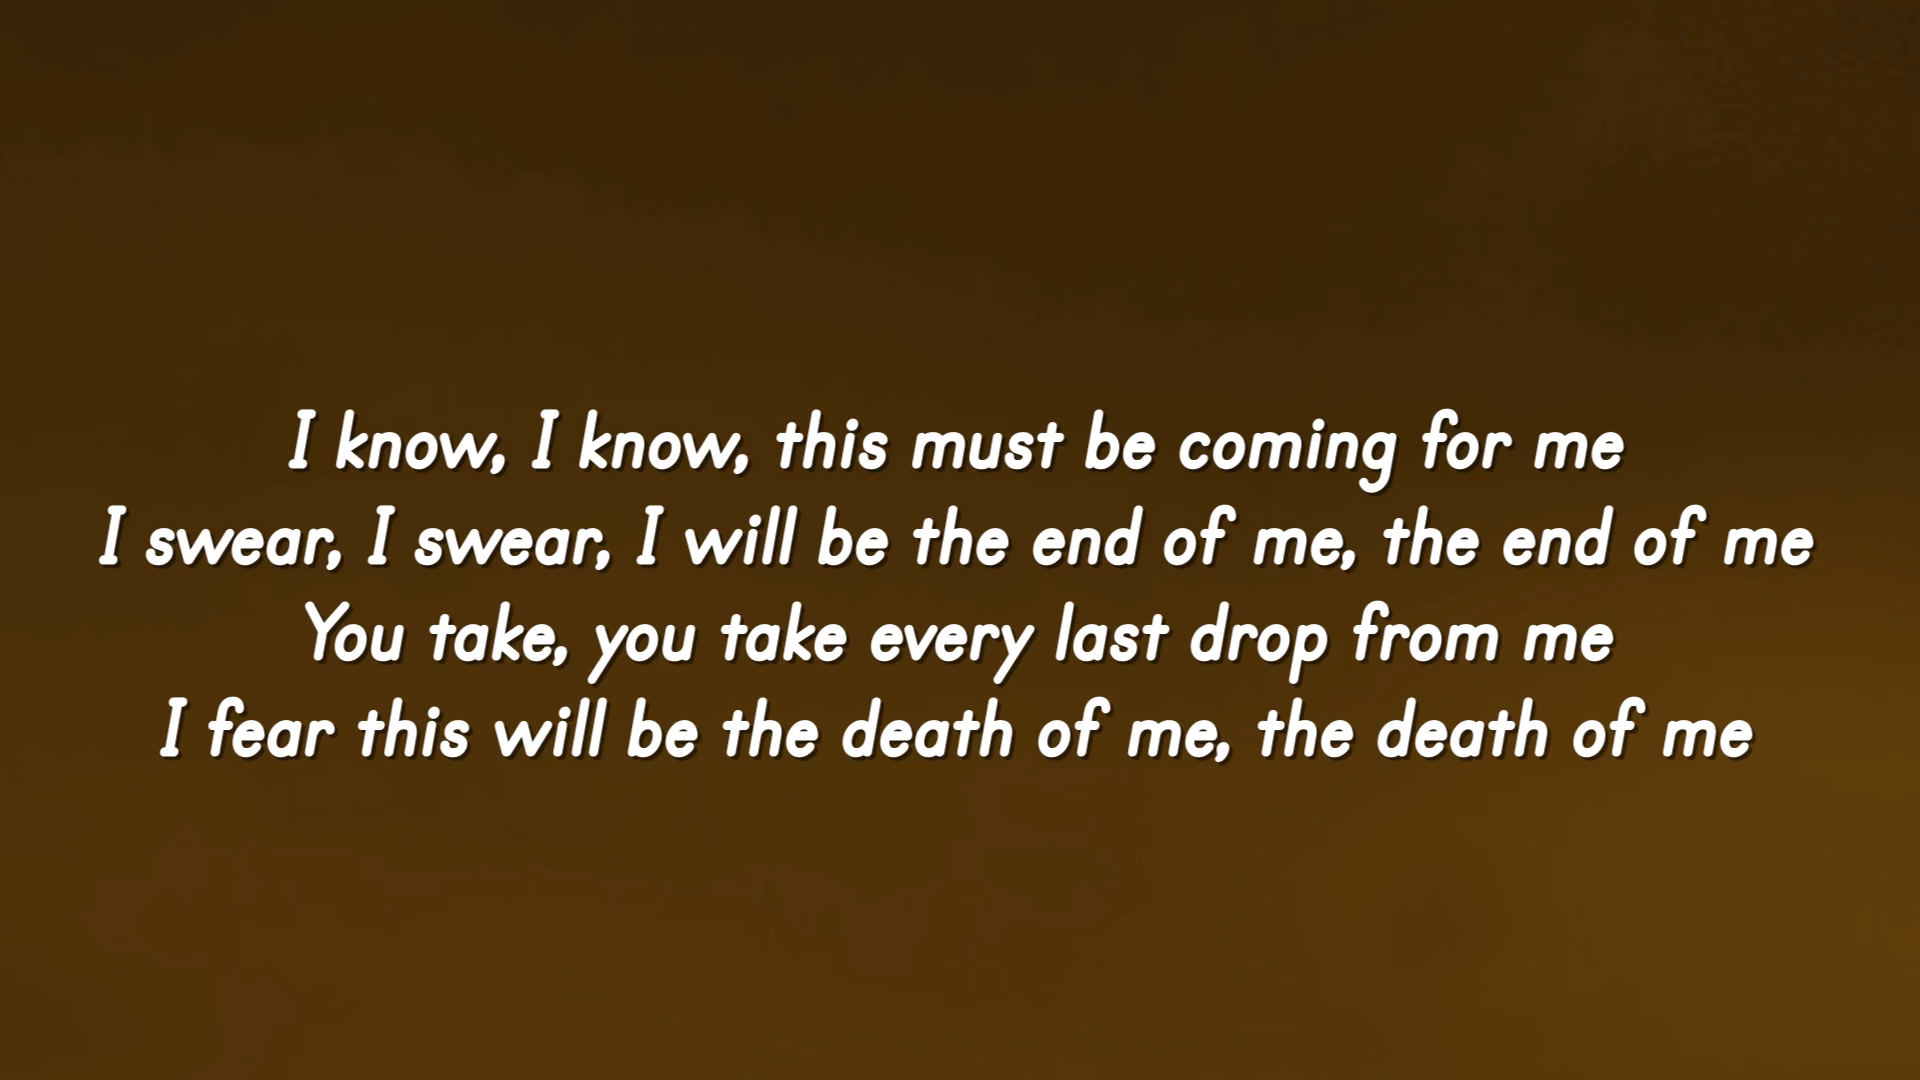 I know, I know, this must be coming for me
I swear, I swear, I will be the end of me, the end of me
You take, you take every last drop from me
I fear this will be the death of me, the death of me